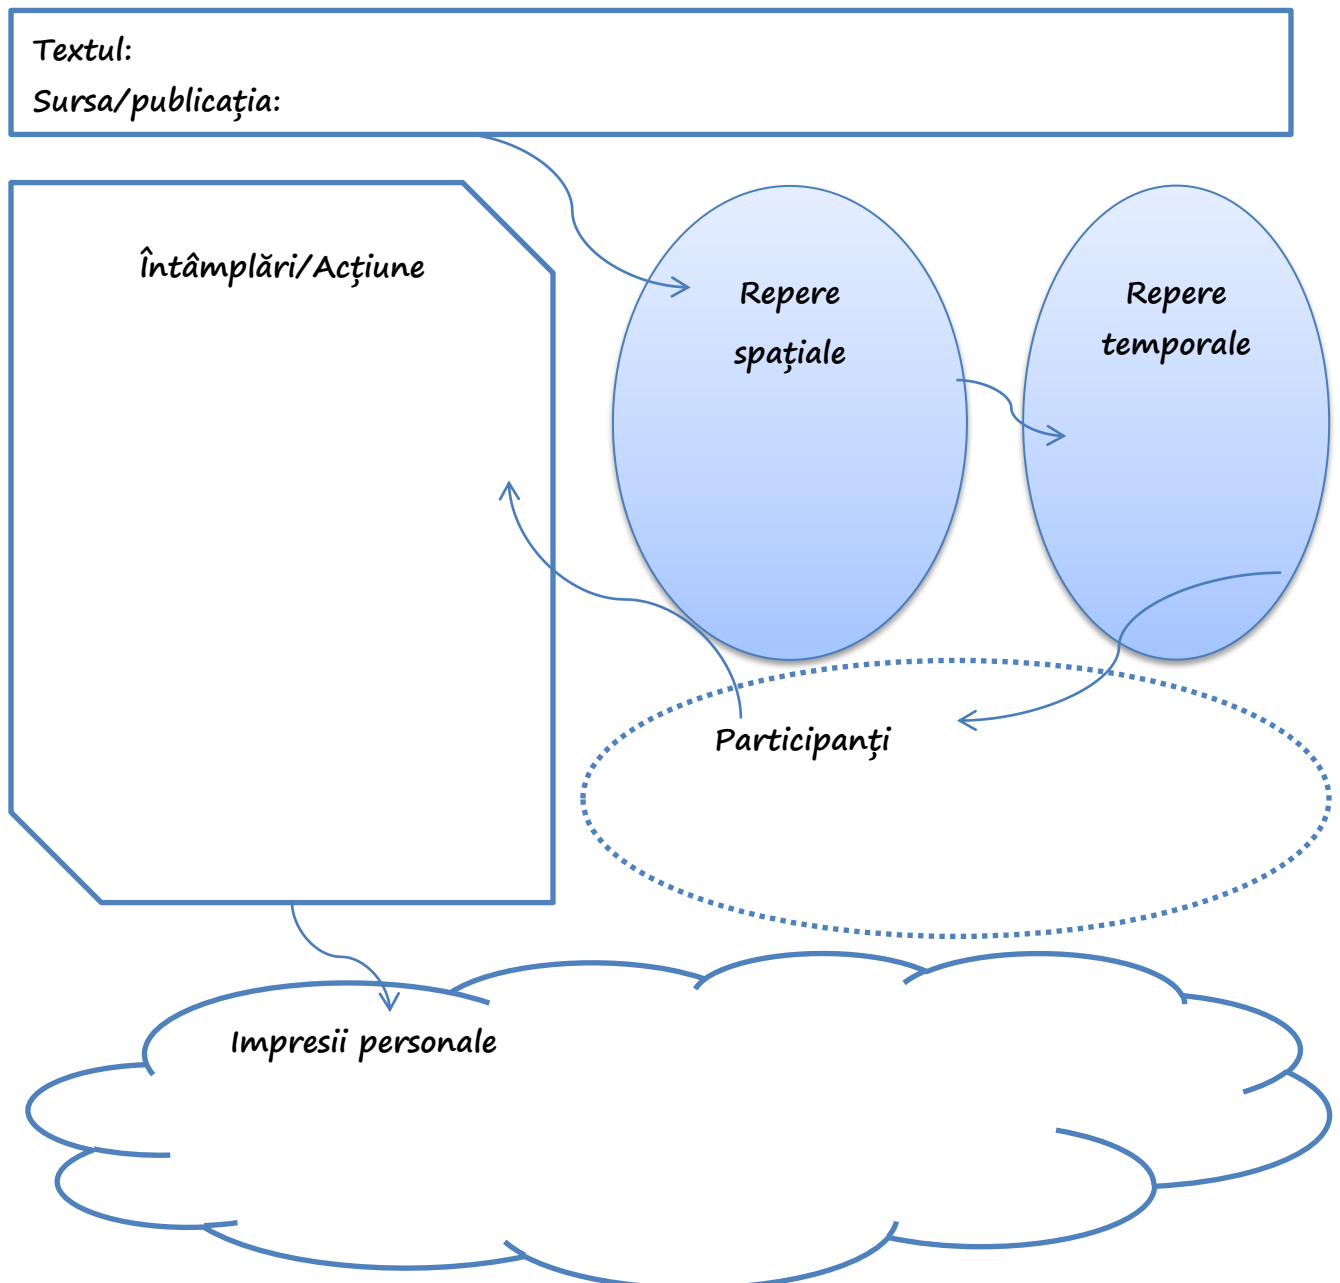 Textul:
Sursa/publicația:
Întâmplări/Acțiune
Repere
spațiale
Repere
temporale
Participanți
Impresii personale